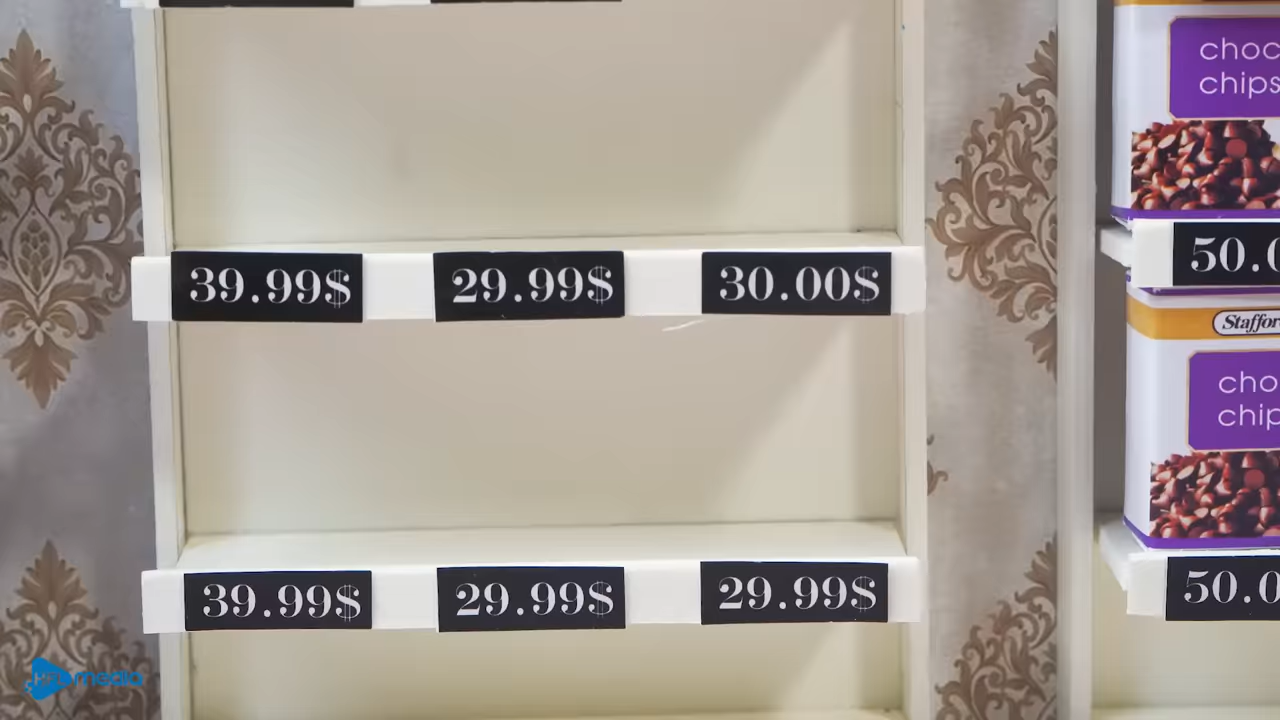 choc
chips
39.99$
29.99$
30.00$
50.0
Staffor
cho
chip
39.99$
29.99$
29.99$
50.0
media